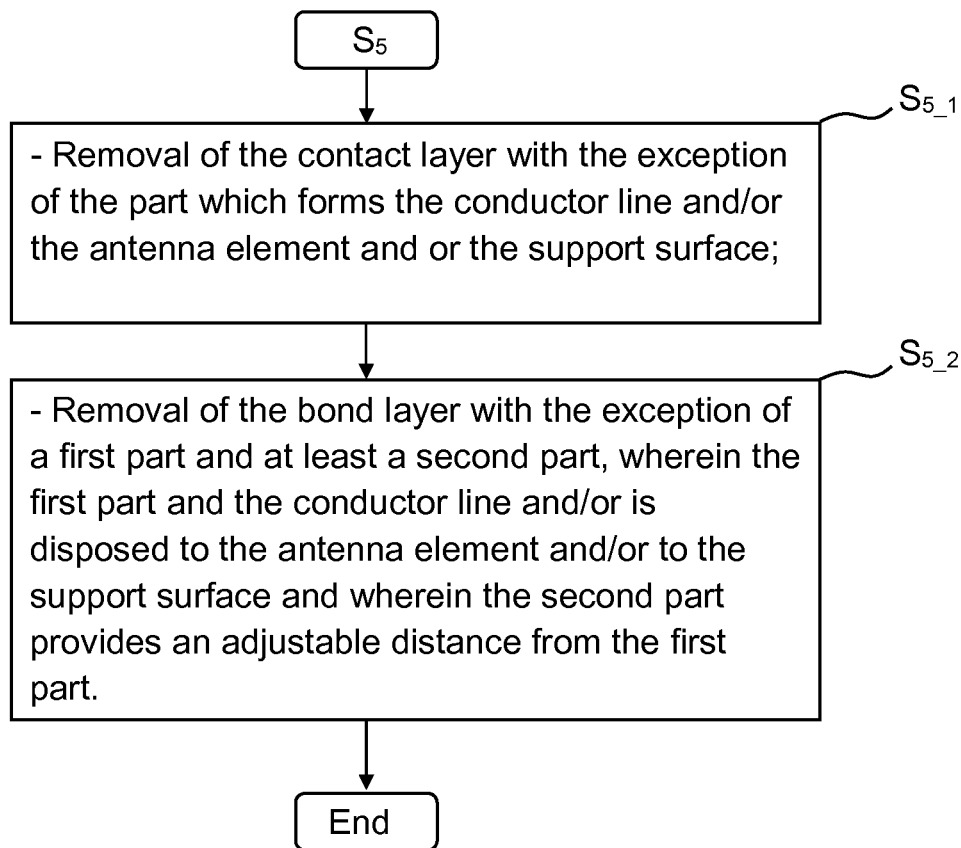 S5
S5_1
- Removal of the contact layer with the exception
of the part which forms the conductor line and/or
the antenna element and or the support surface;
S5_2
- Removal of the bond layer with the exception of
a first part and at least a second part, wherein the
first part and the conductor line and/or is
disposed to the antenna element and/or to the
support surface and wherein the second part
provides an adjustable distance from the first
part.
End